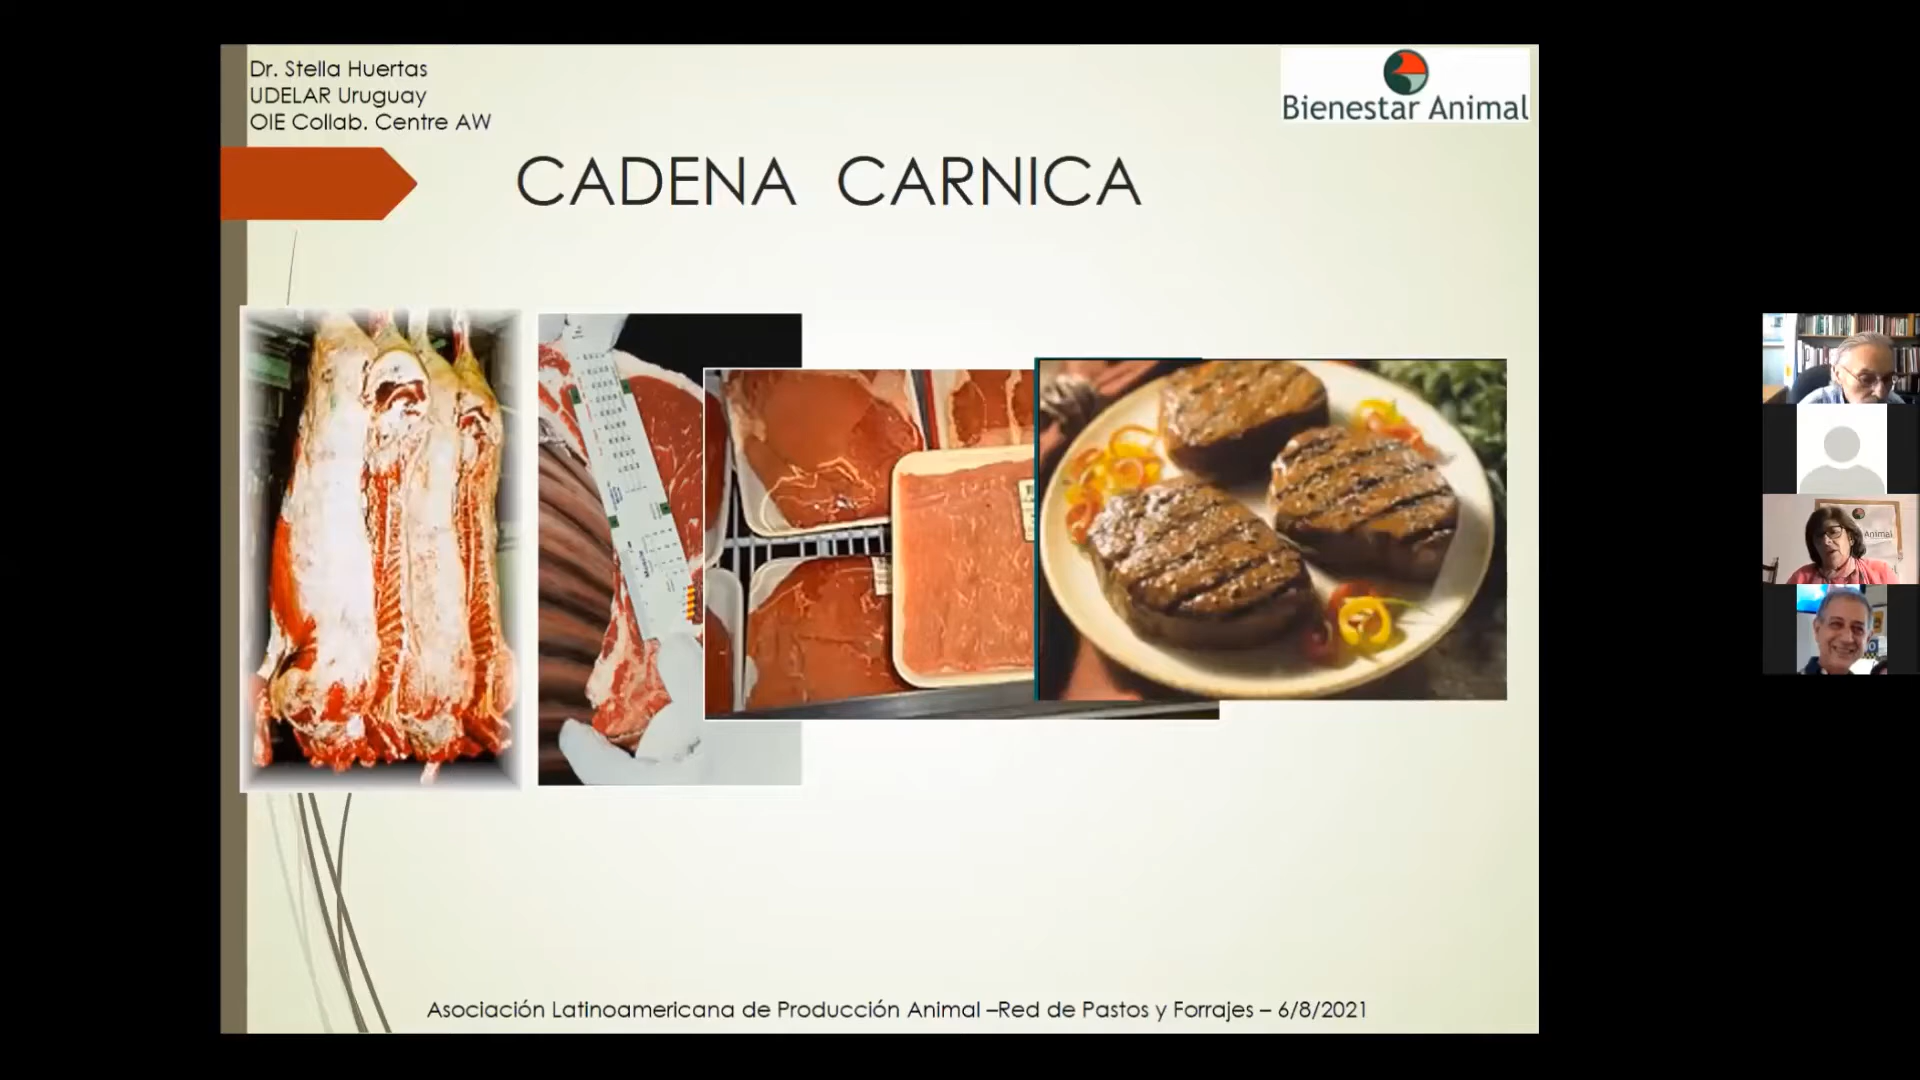 Dr. Stella Huertas
UDELAR Uruguay
OIE Collab. Centre AW
Bienestar Animal
CADENA CARNICA
Animal
Asociación Latinoamericana de Producción Animal –Red de Pastos y Forrajes – 6/8/2021